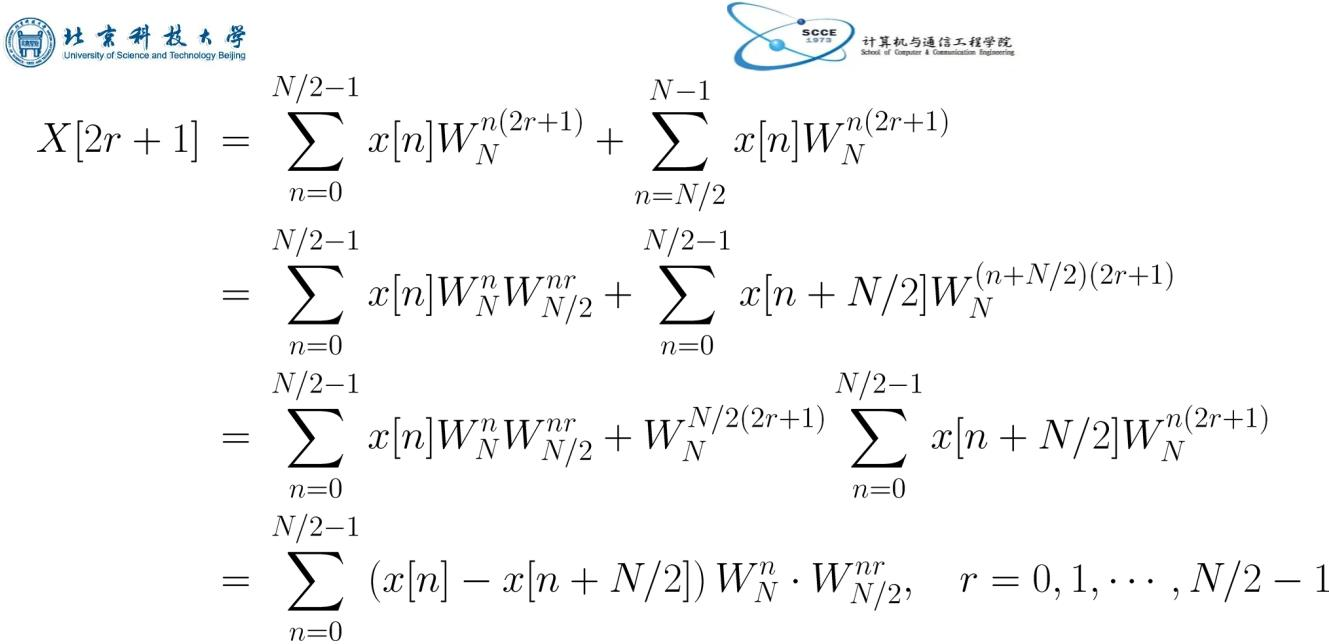 北京科技大学
University of Science and Technology Beijing
SCCE
1973
计算机与通信工程学院
School of Computer & Communication Engineering
X[2r + 1] = \sum_{n=0}^{N/2-1} x[n]W_N^{n(2r+1)} + \sum_{n=N/2}^{N-1} x[n]W_N^{n(2r+1)}
= \sum_{n=0}^{N/2-1} x[n]W_N^n W_{N/2}^{nr} + \sum_{n=0}^{N/2-1} x[n + N/2]W_N^{(n+N/2)(2r+1)}
= \sum_{n=0}^{N/2-1} x[n]W_N^n W_{N/2}^{nr} + W_N^{N/2(2r+1)} \sum_{n=0}^{N/2-1} x[n + N/2]W_N^{n(2r+1)}
= \sum_{n=0}^{N/2-1} (x[n] − x[n + N/2]) W_N^n · W_{N/2}^{nr}, r = 0, 1, ⋯ , N/2 − 1